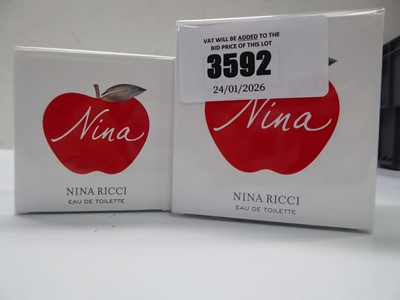 VAT WILL BE ADDED TO THE
BID PRICE OF THIS LOT
3592
24/01/2026
Nina
NINA RICCI
EAU DE TOILETTE
Nina
NINA RICCI
EAU DE TOILETTE